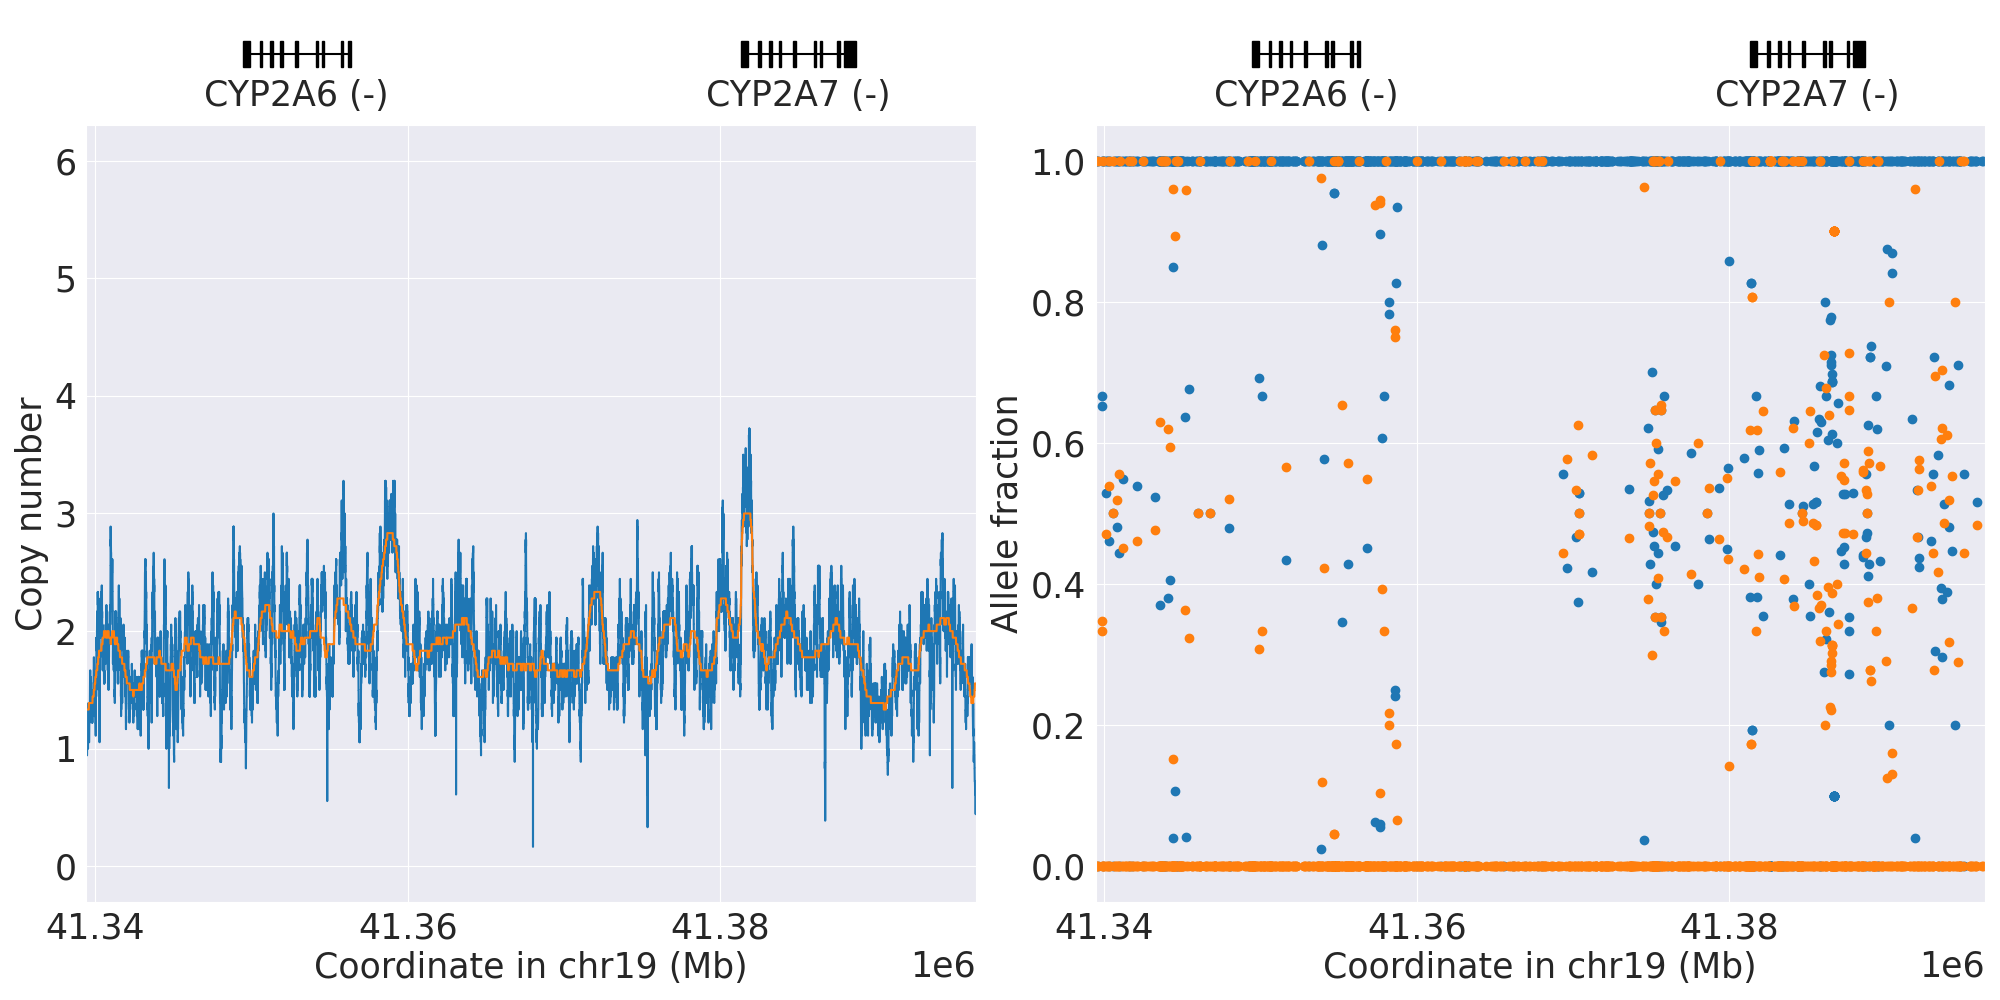 CYP2A6 (-)
CYP2A7 (-)
6
5
4
3
2
1
0
Copy number
41.34
41.36
41.38
Coordinate in chr19 (Mb)
1e6
CYP2A6 (-)
CYP2A7 (-)
1.0
0.8
0.6
0.4
0.2
0.0
Allele fraction
41.34
41.36
41.38
Coordinate in chr19 (Mb)
1e6